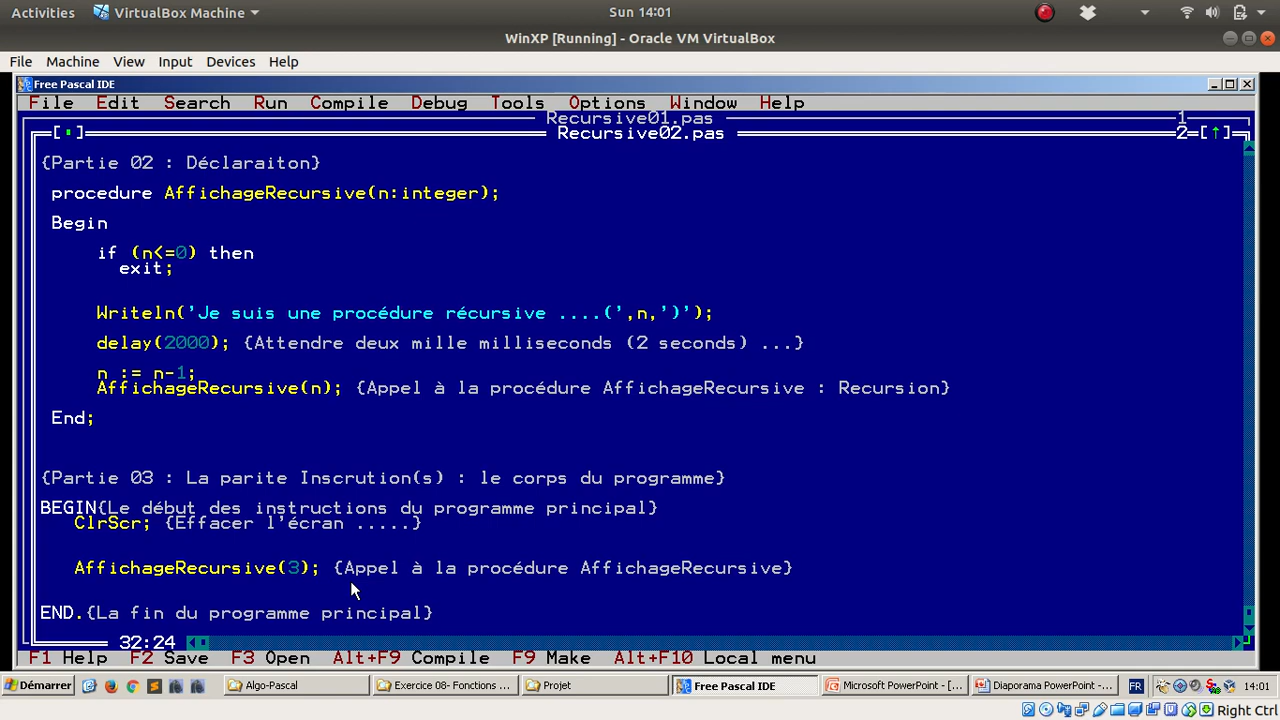 Activities VirtualBox Machine Sun 14:01
WinXP [Running] - Oracle VM VirtualBox
File Machine View Input Devices Help
Free Pascal IDE
File Edit Search Run Compile Debug Tools Options Window Help
Recursive01.pas 1
[▪] Recursive02.pas 2=[↑]
{Partie 02 : Déclaraiton}
procedure AffichageRecursive(n:integer);
Begin
if (n<=0) then
exit;
Writeln('Je suis une procédure récursive ....(',n,')');
delay(2000); {Attendre deux mille milliseconds (2 seconds) ...}
n := n-1;
AffichageRecursive(n); {Appel à la procédure AffichageRecursive : Recursion}
End;
{Partie 03 : La parite Inscrution(s) : le corps du programme}
BEGIN{Le début des instructions du programme principal}
ClrScr; {Effacer l'écran .....}
AffichageRecursive(3); {Appel à la procédure AffichageRecursive}
END.{La fin du programme principal}
32:24
F1 Help F2 Save F3 Open Alt+F9 Compile F9 Make Alt+F10 Local menu
Démarrer Algo-Pascal Exercice 08- Fonctions ... Projet Free Pascal IDE Microsoft PowerPoint - [... Diaporama PowerPoint - ... FR 14:01
Right Ctrl